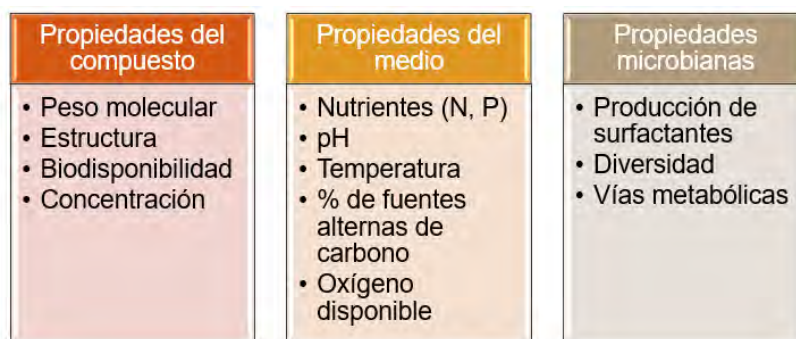 Propiedades del
compuesto
• Peso molecular
• Estructura
• Biodisponibilidad
• Concentración
Propiedades del
medio
• Nutrientes (N, P)
• pH
• Temperatura
• % de fuentes
alternas de
carbono
• Oxígeno
disponible
Propiedades
microbianas
• Producción de
surfactantes
• Diversidad
• Vías metabólicas